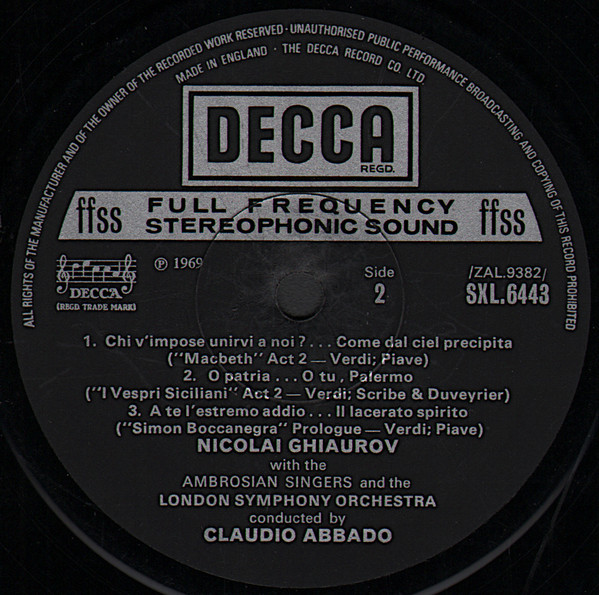 ALL RIGHTS OF THE MANUFACTURER AND OF THE OWNER OF THE RECORDED WORK RESERVED · UNAUTHORISED PUBLIC PERFORMANCE BROADCASTING AND COPYING OF THIS RECORD PROHIBITED
MADE IN ENGLAND · THE DECCA RECORD CO. LTD.
DECCA
REGD.
ffss FULL FREQUENCY ffss
STEREOPHONIC SOUND
DECCA
(REGD. TRADE MARK)
Ⓟ 1969
Side
2
/ZAL.9382/
SXL.6443
1. Chi v'impose unirvi a noi ? . . . Come dal ciel precipita
("Macbeth" Act 2 — Verdi; Piave)
2. O patria . . . O tu , Palermo
("I Vespri Siciliani" Act 2 — Verdi; Scribe & Duveyrier)
3. A te l'estremo addio . . . Il lacerato spirito
("Simon Boccanegra" Prologue — Verdi; Piave)
NICOLAI GHIAUROV
with the
AMBROSIAN SINGERS and the
LONDON SYMPHONY ORCHESTRA
conducted by
CLAUDIO ABBADO